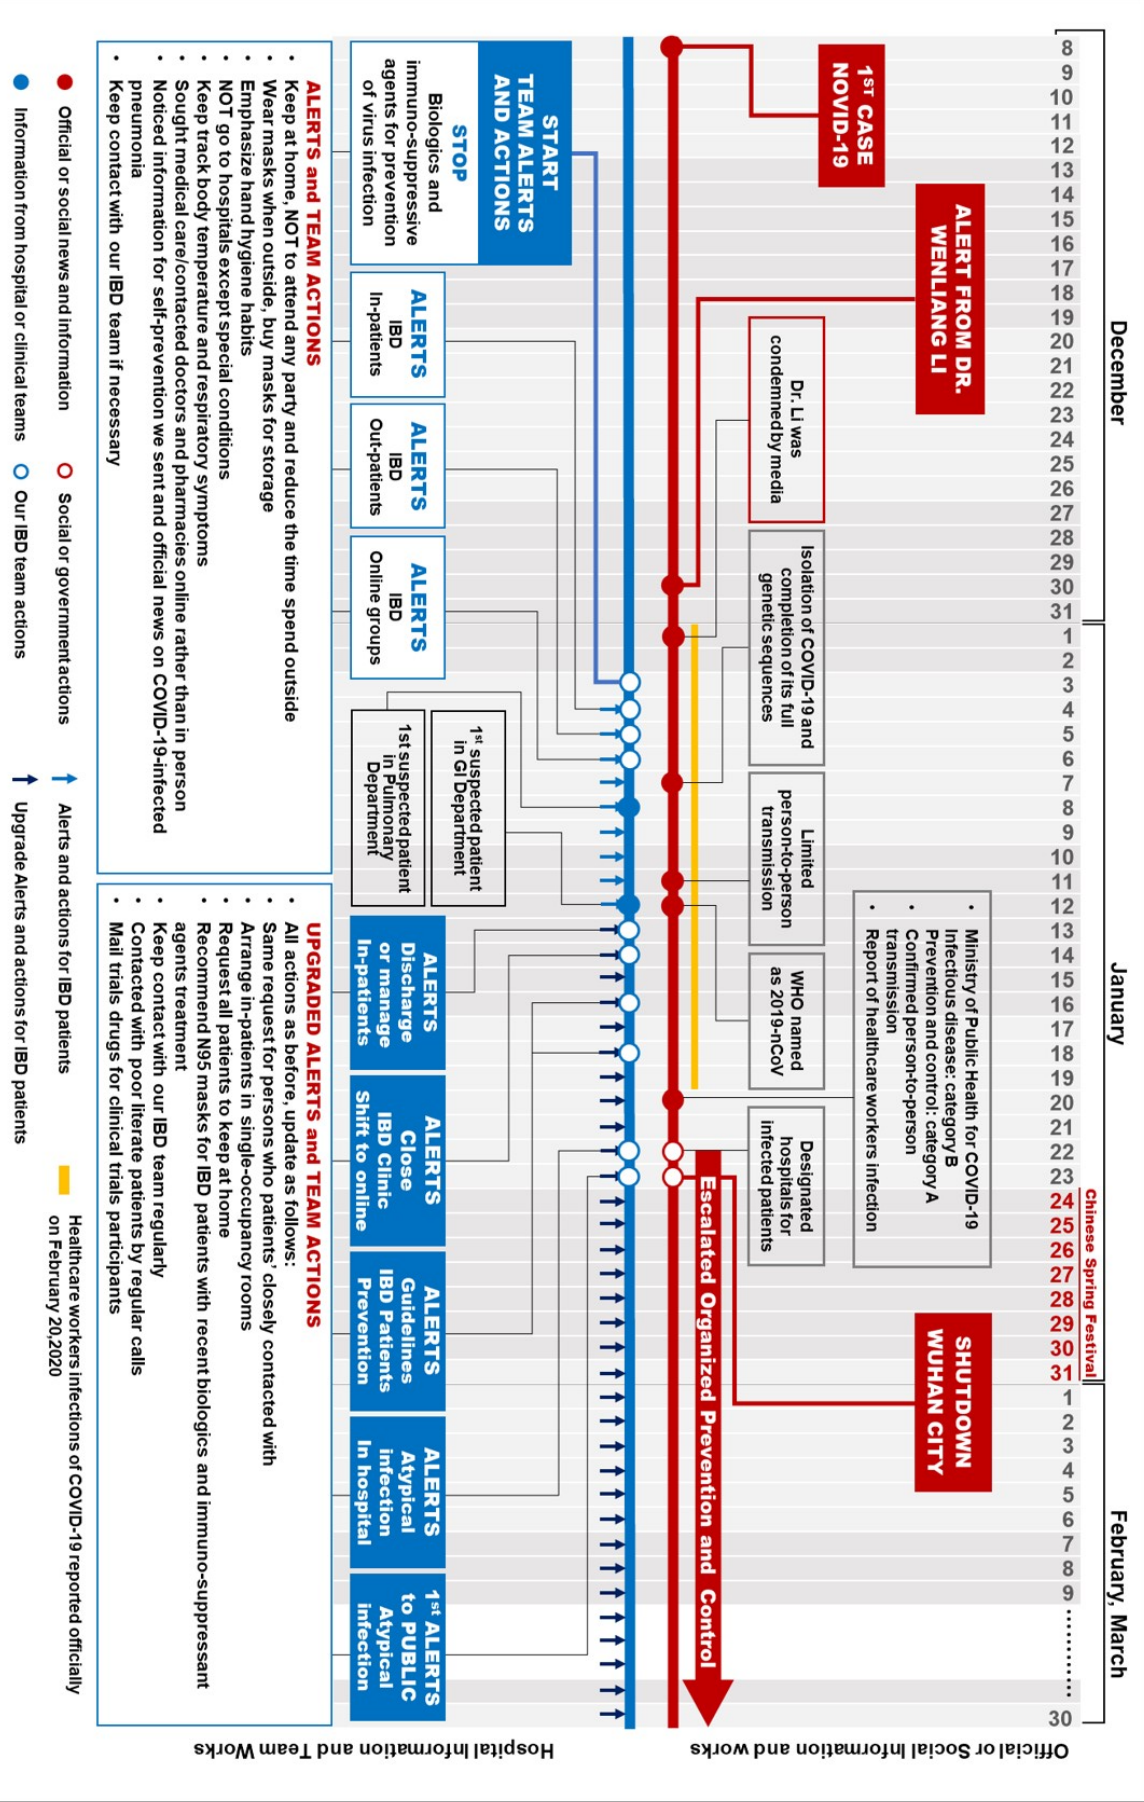 December
January
February, March
8 9 10 11 12 13 14 15 16 17 18 19 20 21 22 23 24 25 26 27 28 29 30 31 1 2 3 4 5 6 7 8 9 10 11 12 13 14 15 16 17 18 19 20 21 22 23 24 25 26 27 28 29 30 31 1 2 3 4 5 6 7 8 9 ........... 30
Chinese Spring Festival
Official or Social Information and works
ALERT FROM DR.
WENLIANG LI
1ST CASE
NOVID-19
SHUTDOWN
WUHAN CITY
• Ministry of Public Health for COVID-19
Infectious disease: category B
Prevention and control: category A
• Confirmed person-to-person
transmission
• Report of healthcare workers infection
Dr. Li was
condemned by media
Isolation of COVID-19 and
completion of its full
genetic sequences
Limited
person-to-person
transmission
WHO named
as 2019-nCoV
Designated
hospitals for
infected patients
Escalated Organized Prevention and Control
Hospital Information and Team Works
START
TEAM ALERTS
AND ACTIONS
STOP
Biologics and
immuno-suppressive
agents for prevention
of virus infection
ALERTS
IBD
In-patients
ALERTS
IBD
Out-patients
ALERTS
IBD
Online groups
1st suspected patient
in GI Department
1st suspected patient
in Pulmonary
Department
ALERTS
Discharge
or manage
In-patients
ALERTS
Close
IBD Clinic
Shift to online
ALERTS
Guidelines
IBD Patients
Prevention
ALERTS
Atypical
infection
In hospital
1st ALERTS
to PUBLIC
Atypical
infection
ALERTS and TEAM ACTIONS
• Keep at home, NOT to attend any party and reduce the time spend outside
• Wear masks when outside, buy masks for storage
• Emphasize hand hygiene habits
• NOT go to hospitals except special conditions
• Keep track body temperature and respiratory symptoms
• Sought medical care/contacted doctors and pharmacies online rather than in person
• Noticed information for self-prevention we sent and official news on COVID-19-infected
pneumonia
• Keep contact with our IBD team if necessary
UPGRADED ALERTS and TEAM ACTIONS
• All actions as before, update as follows:
• Same request for persons who patients' closely contacted with
• Arrange in-patients in single-occupancy rooms
• Request all patients to keep at home
• Recommend N95 masks for IBD patients with recent biologics and immuno-suppressant
agents treatment
• Keep contact with our IBD team regularly
• Contacted with poor literate patients by regular calls
• Mail trials drugs for clinical trials participants
Official or social news and information
Social or government actions
Alerts and actions for IBD patients
Healthcare workers infections of COVID-19 reported officially
on February 20,2020
Information from hospital or clinical teams
Our IBD team actions
Upgrade Alerts and actions for IBD patients